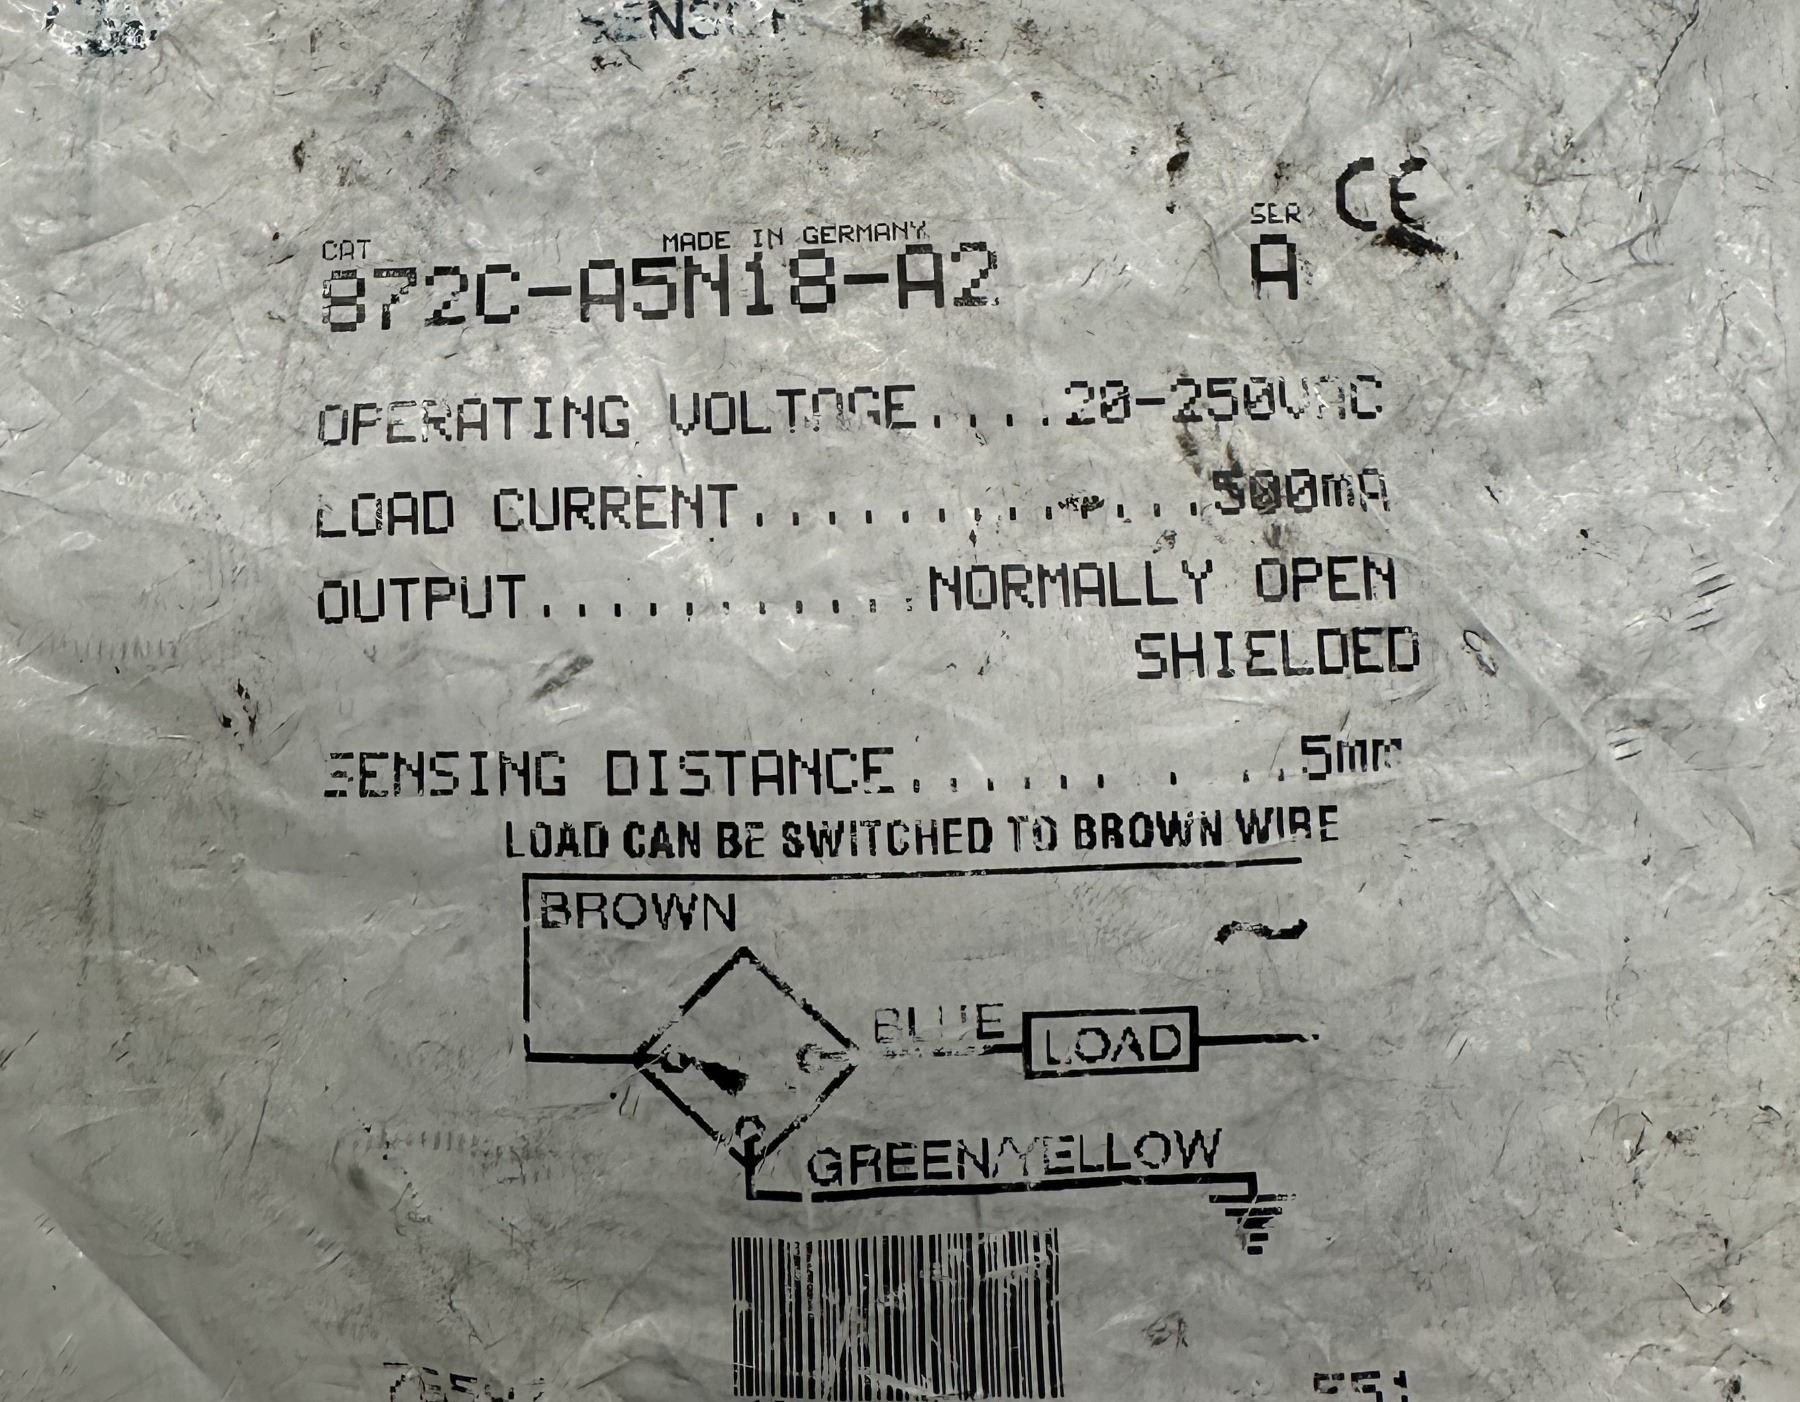 SENSOR
CE
CAT MADE IN GERMANY SER
872C-A5N18-A2 A
OPERATING VOLTAGE....20-250VAC
LOAD CURRENT.............500mA
OUTPUT...........NORMALLY OPEN
SHIELDED
SENSING DISTANCE...........5mm
LOAD CAN BE SWITCHED TO BROWN WIRE
BROWN
~
BLUE LOAD
GREEN/YELLOW